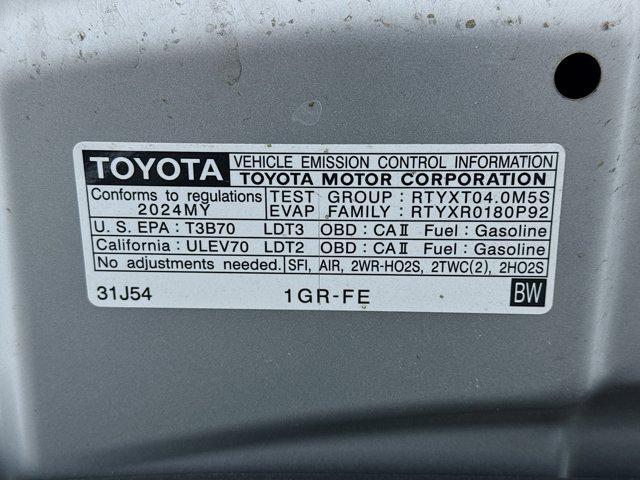 TOYOTA VEHICLE EMISSION CONTROL INFORMATION
TOYOTA MOTOR CORPORATION
Conforms to regulations TEST GROUP : RTYXT04.0M5S
2024MY EVAP FAMILY : RTYXR0180P92
U.S. EPA : T3B70 LDT3 OBD : CAⅡ Fuel : Gasoline
California : ULEV70 LDT2 OBD : CAⅡ Fuel : Gasoline
No adjustments needed. SFI, AIR, 2WR-HO2S, 2TWC(2), 2HO2S
31J54 1GR-FE BW